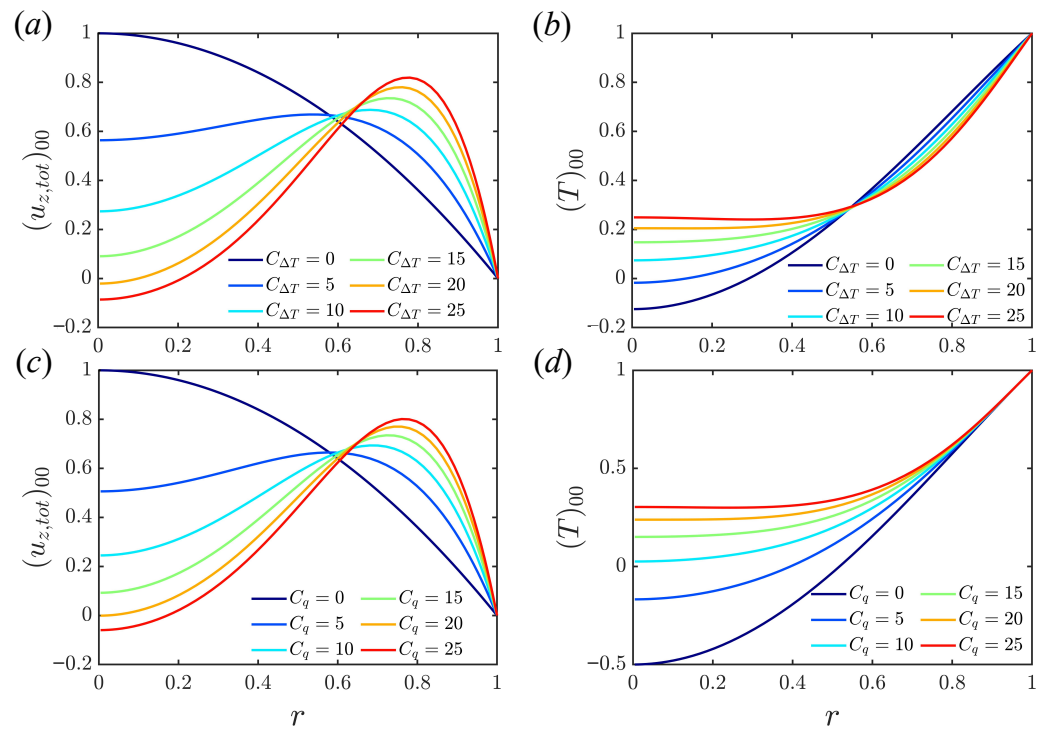 (a)
(b)
1
0.8
0.6
0.4
0.2
0
−0.2
(u_{z,tot})_{00}
C_{ΔT} = 0 C_{ΔT} = 15
C_{ΔT} = 5 C_{ΔT} = 20
C_{ΔT} = 10 C_{ΔT} = 25
0 0.2 0.4 0.6 0.8 1
1
0.8
0.6
0.4
0.2
0
-0.2
(T)_{00}
C_{ΔT} = 0 C_{ΔT} = 15
C_{ΔT} = 5 C_{ΔT} = 20
C_{ΔT} = 10 C_{ΔT} = 25
0 0.2 0.4 0.6 0.8 1
(c)
(d)
1
0.8
0.6
0.4
0.2
0
−0.2
(u_{z,tot})_{00}
C_q = 0 C_q = 15
C_q = 5 C_q = 20
C_q = 10 C_q = 25
0 0.2 0.4 0.6 0.8 1
r
1
0.5
0
-0.5
(T)_{00}
C_q = 0 C_q = 15
C_q = 5 C_q = 20
C_q = 10 C_q = 25
0 0.2 0.4 0.6 0.8 1
r